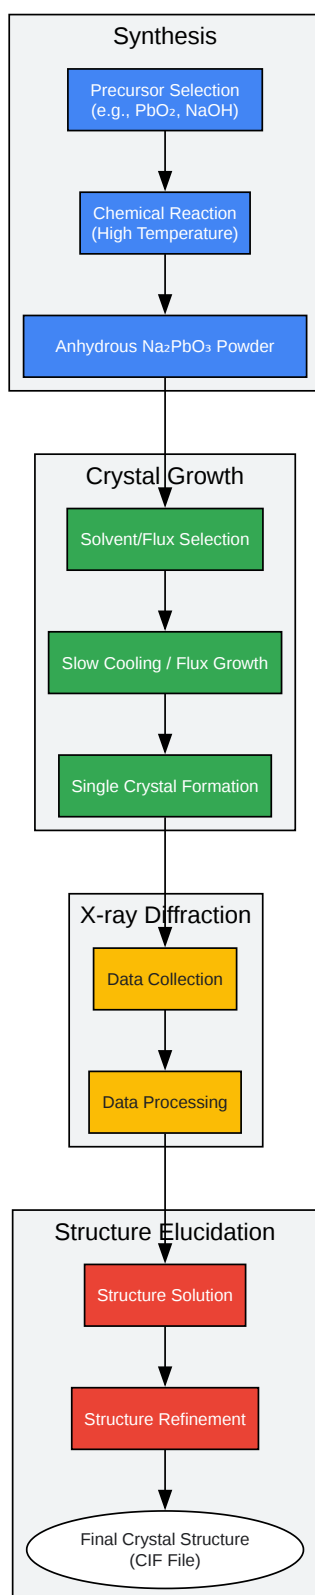 Synthesis
Precursor Selection
(e.g., PbO₂, NaOH)
Chemical Reaction
(High Temperature)
Anhydrous Na₂PbO₃ Powder
Crystal Growth
Solvent/Flux Selection
Slow Cooling / Flux Growth
Single Crystal Formation
X-ray Diffraction
Data Collection
Data Processing
Structure Elucidation
Structure Solution
Structure Refinement
Final Crystal Structure
(CIF File)